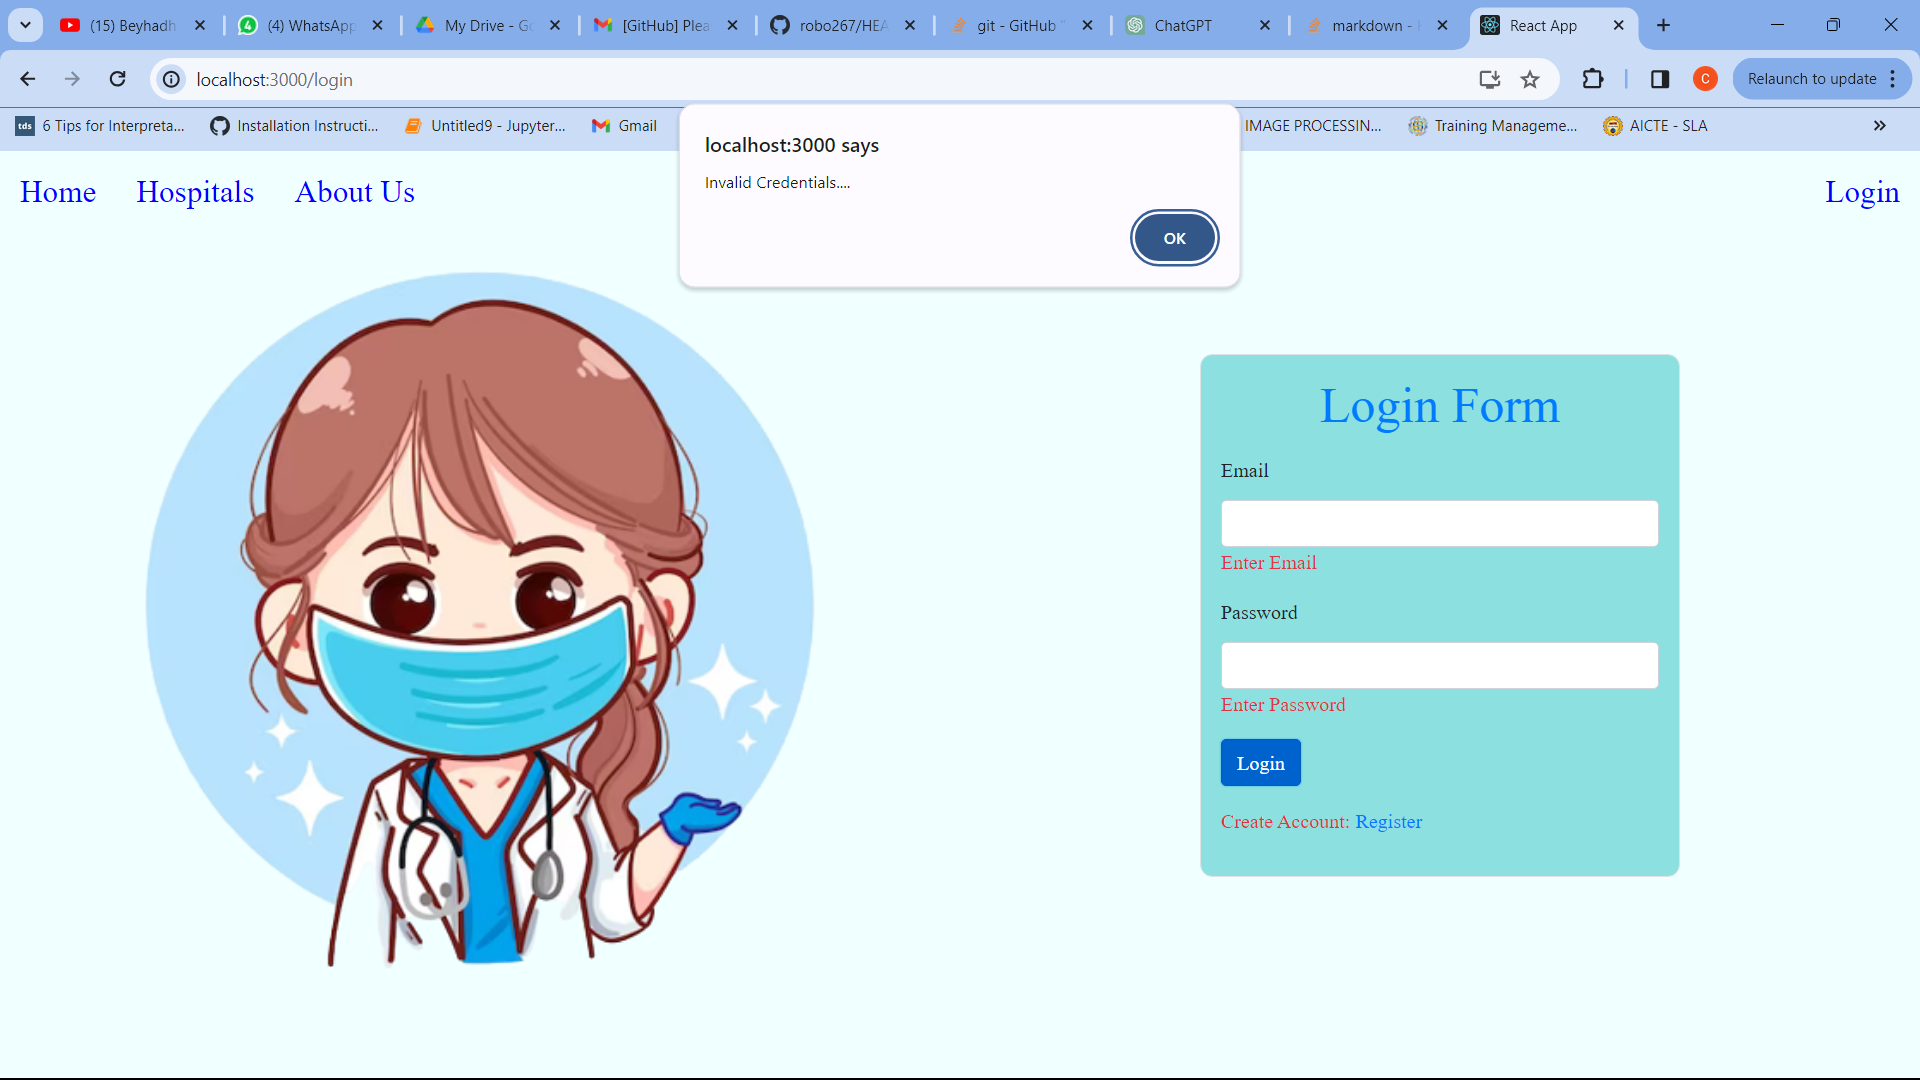 (15) Beyhadh
(4) WhatsApp
My Drive - Go
[GitHub] Plea
robo267/HEA
git - GitHub "
ChatGPT
markdown -
React App
localhost:3000/login
C
Relaunch to update
tds 6 Tips for Interpreta...
Installation Instructi...
Untitled9 - Jupyter...
Gmail
IMAGE PROCESSIN...
Training Manageme...
AICTE - SLA
localhost:3000 says
Invalid Credentials....
OK
Home
Hospitals
About Us
Login
Login Form
Email
Enter Email
Password
Enter Password
Login
Create Account: Register